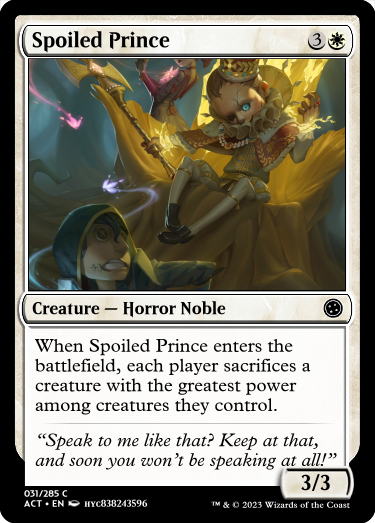 Spoiled Prince 3
Creature — Horror Noble
When Spoiled Prince enters the
battlefield, each player sacrifices a
creature with the greatest power
among creatures they control.
“Speak to me like that? Keep at that,
and soon you won’t be speaking at all!”
3/3
031/285 C
ACT • EN HYC838243596
™ & © 2023 Wizards of the Coast